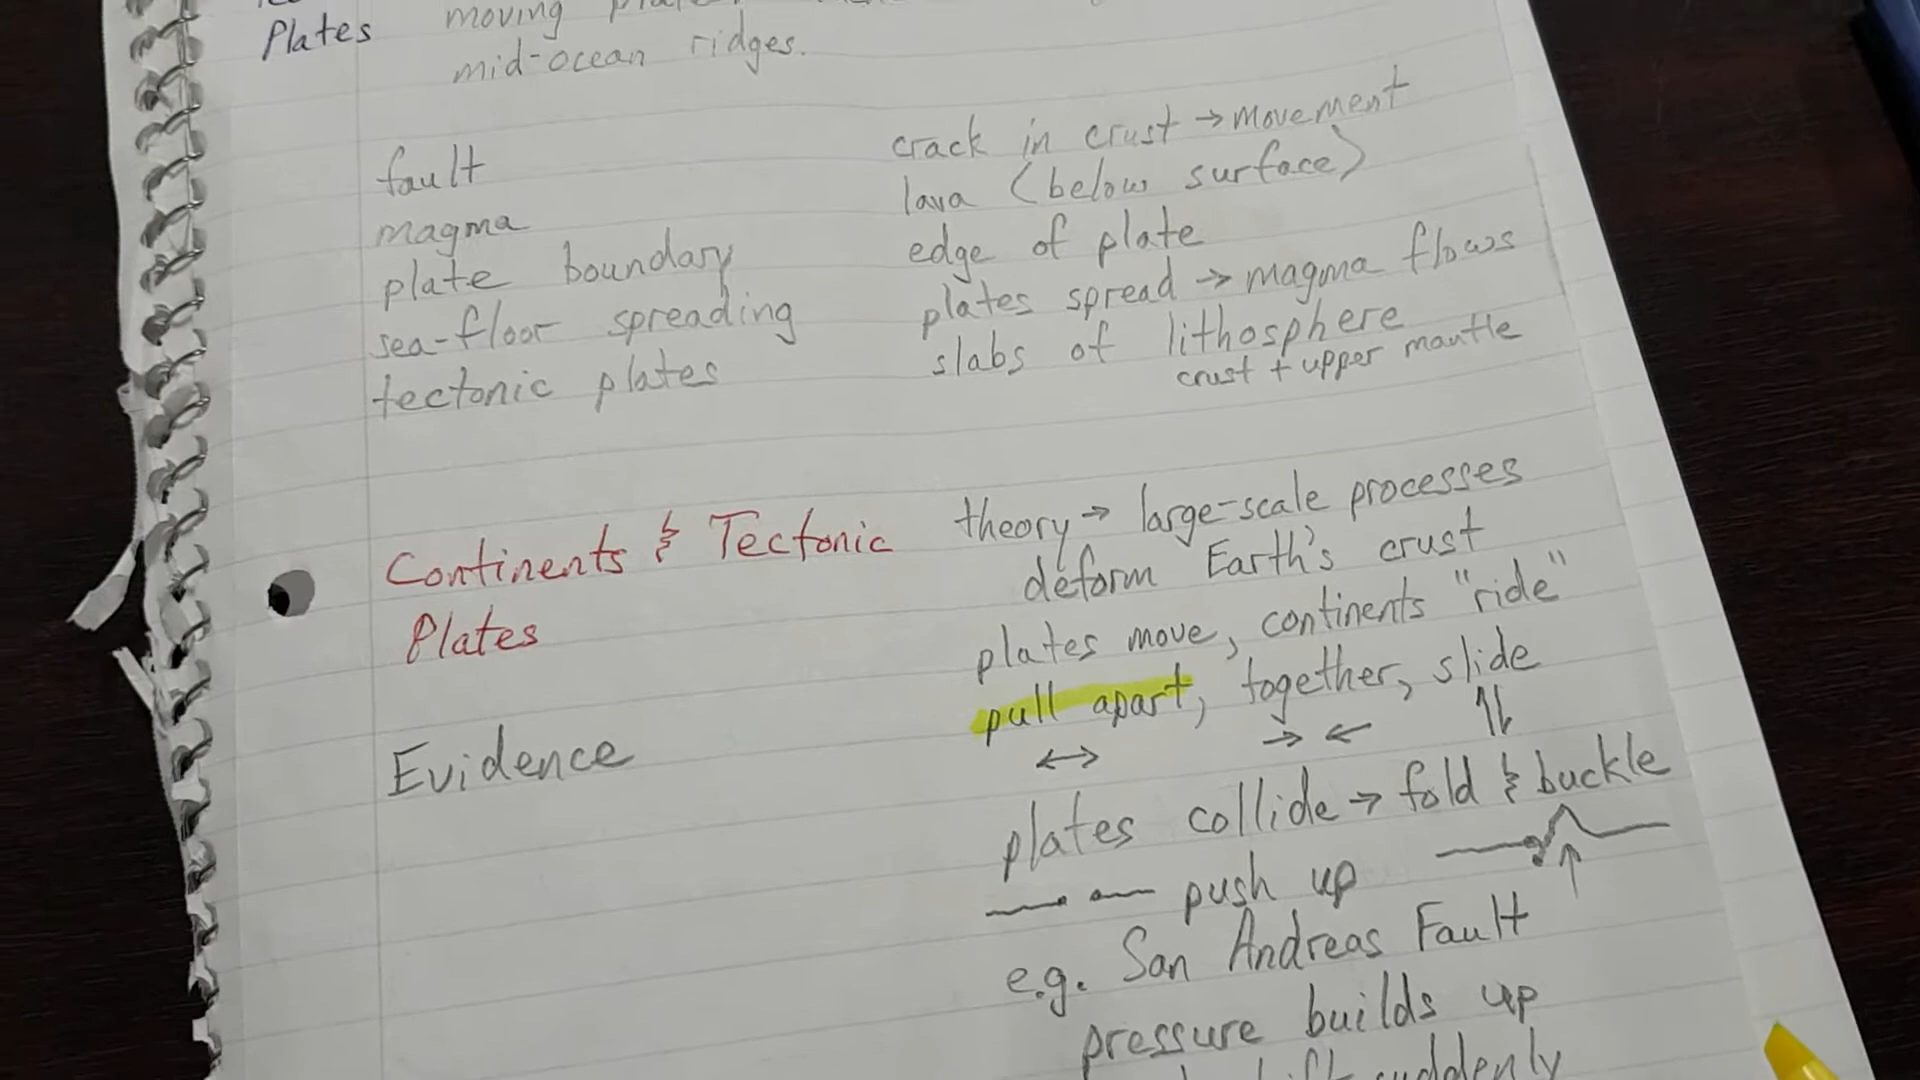 Plates moving
mid-ocean ridges.
fault crack in crust → movement
magma lava (below surface)
plate boundary edge of plate
sea-floor spreading plates spread → magma flows
tectonic plates slabs of lithosphere
crust + upper mantle
Continents & Tectonic theory → large-scale processes
Plates deform Earth's crust
plates move, continents "ride"
pull apart, together, slide
Evidence plates collide → fold & buckle
push up
e.g. San Andreas Fault
pressure builds up
suddenly